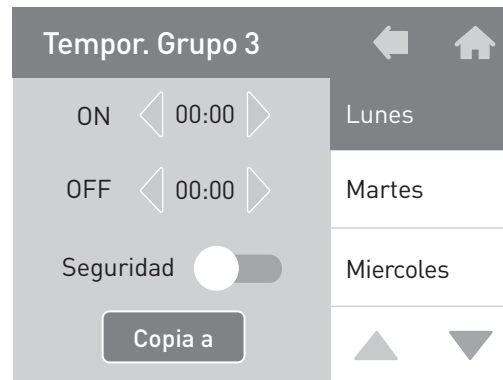 Tempor. Grupo 3
ON 00:00
OFF 00:00
Seguridad
Copia a
Lunes
Martes
Miercoles